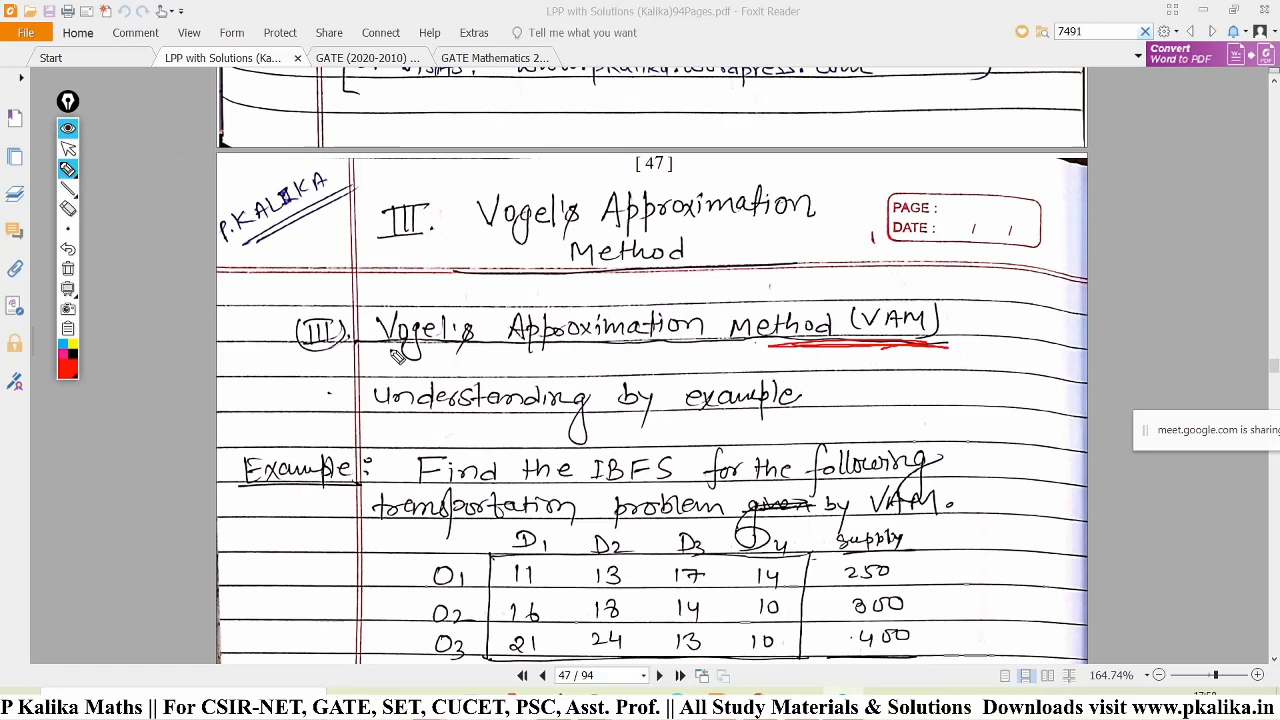 LPP with Solutions (Kalika)94Pages.pdf - Foxit Reader
File Home Comment View Form Protect Connect Help Extras Tell me what you want to do... 7491
Start LPP with Solutions (Ka... GATE (2020-2010) ... GATE Mathematics 2...
Convert
Word to PDF
[ 47 ]
P.KALIKA
III. Vogel's Approximation
Method
PAGE :
DATE : / /
(III). Vogel's Approximation Method (VAM)
understanding by example
Example: Find the IBFS for the following
transportation problem given by VAM.
D1 D2 D3 D4 Supply
O1 11 13 17 14 250
O2 16 18 14 10 300
O3 21 24 13 10 400
meet.google.com is sharing
47 / 94
164.74%
P Kalika Maths || For CSIR-NET, GATE, SET, CUCET, PSC, Asst. Prof. || All Study Materials & Solutions Downloads visit www.pkalika.in